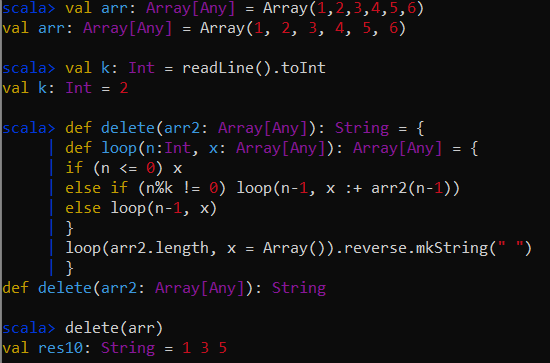 scala> val arr: Array[Any] = Array(1,2,3,4,5,6)
val arr: Array[Any] = Array(1, 2, 3, 4, 5, 6)
scala> val k: Int = readLine().toInt
val k: Int = 2
scala> def delete(arr2: Array[Any]): String = {
| def loop(n:Int, x: Array[Any]): Array[Any] = {
| if (n <= 0) x
| else if (n%k != 0) loop(n-1, x :+ arr2(n-1))
| else loop(n-1, x)
| }
| loop(arr2.length, x = Array()).reverse.mkString(" ")
| }
def delete(arr2: Array[Any]): String
scala> delete(arr)
val res10: String = 1 3 5